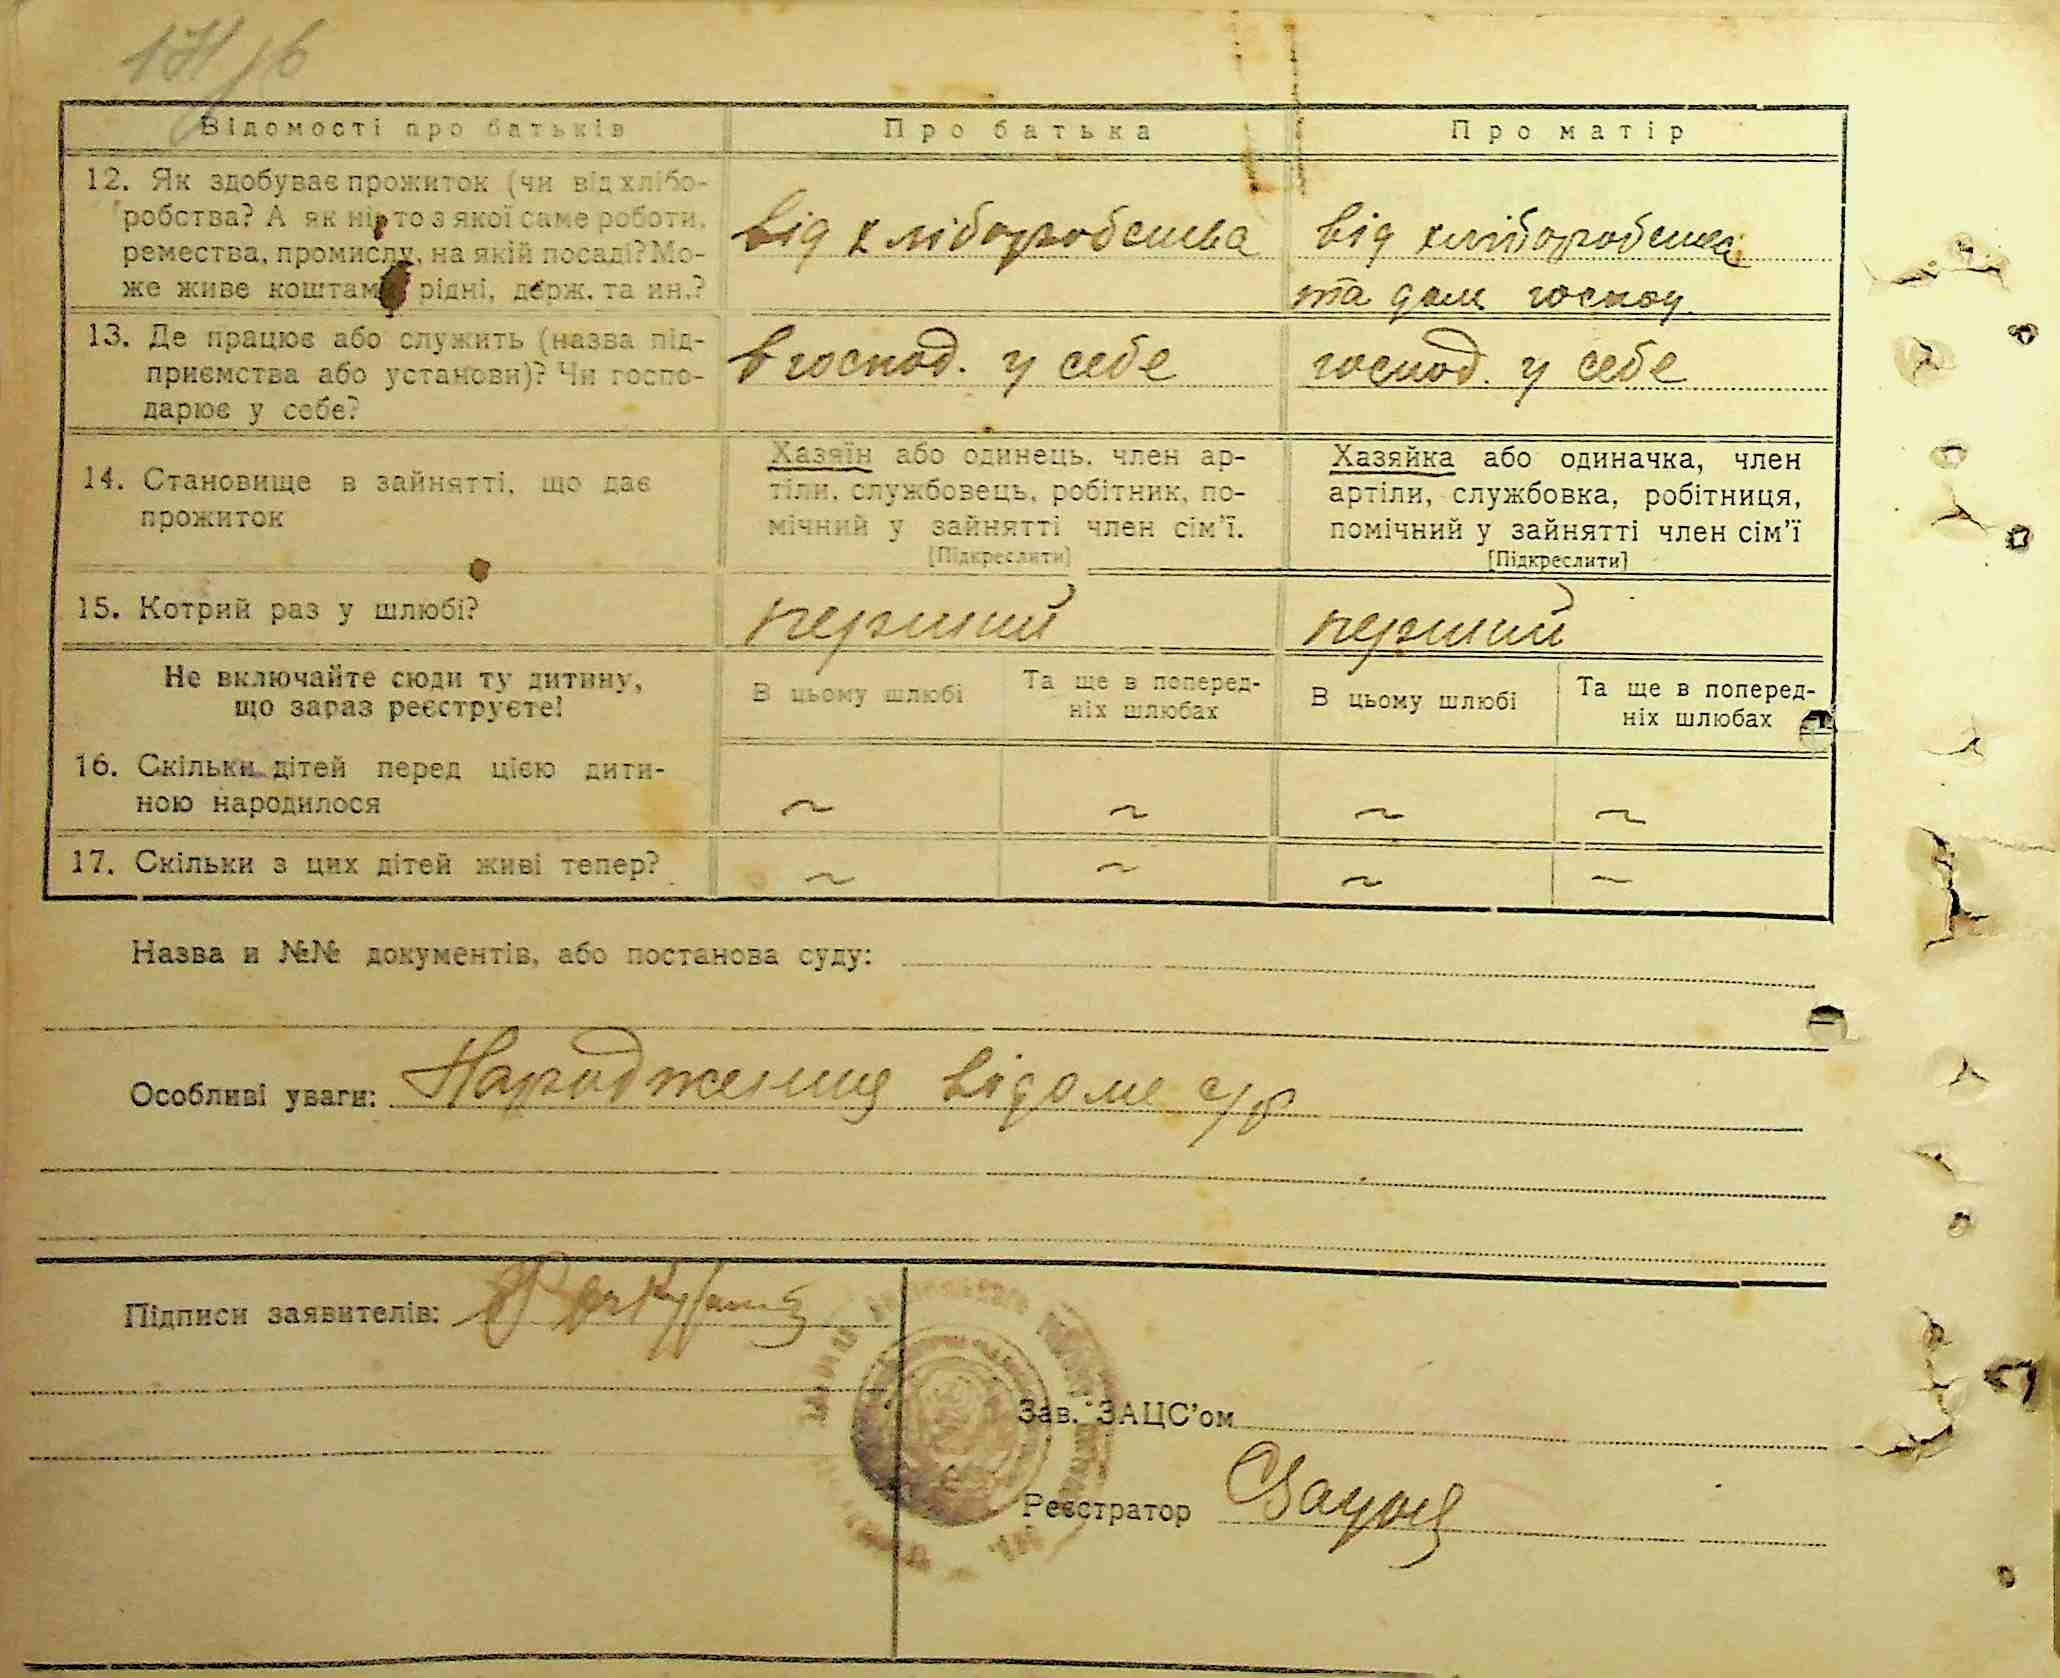 Відомості про батьків Про батька Про матір
12. Як здобуває прожиток (чи від хлібо-
робства? А як ні, то з якої саме роботи,
ремества, промислу, на якій посаді? Мо-
же живе коштами рідні, держ. та ин.?
від хліборобства
від хліборобства
та дом господ.
13. Де працює або служить (назва під-
приємства або установи)? Чи госпо-
дарює у себе?
в господ. у себе
господ. у себе
14. Становище в зайнятті, що дає
прожиток
Хазяїн або одинець, член ар-
тіли, службовець, робітник, по-
мічний у зайнятті член сім'ї.
[Підкреслити]
Хазяйка або одиначка, член
артіли, службовка, робітниця,
помічний у зайнятті член сім'ї
[Підкреслити]
15. Котрий раз у шлюбі?
перший
перший
Не включайте сюди ту дитину,
що зараз реєструєте!
В цьому шлюбі
Та ще в поперед-
ніх шлюбах
В цьому шлюбі
Та ще в поперед-
ніх шлюбах
16. Скільки дітей перед цією дити-
ною народилося
~ ~ ~ ~
17. Скільки з цих дітей живі тепер?
~ ~ ~ ~
Назва и №№ документів, або постанова суду:
Особливі уваги: Народження відоме с/р
Підписи заявителів:
Зав. ЗАЦС'ом
Реєстратор